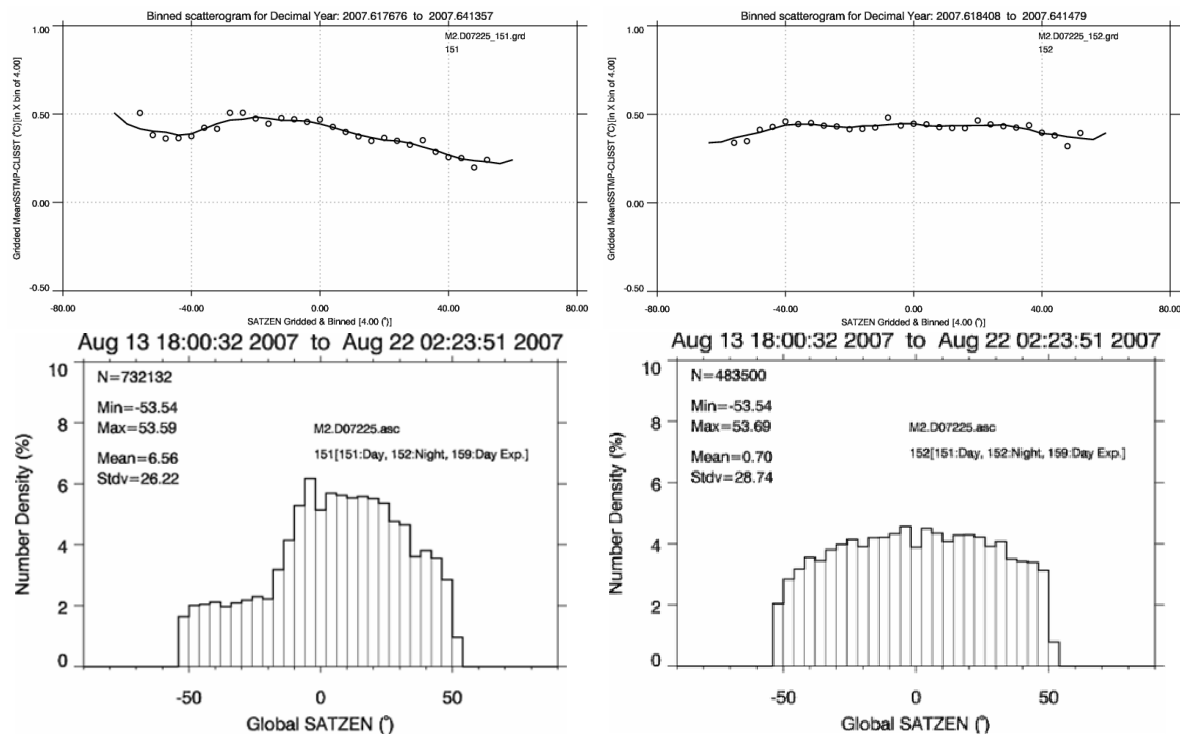 Binned scatterogram for Decimal Year: 2007.617676 to 2007.641357
M2.D07225_151.grd
151
Gridded MeanSSTMP-CLISST (°C)[in X bin of 4.00]
1.00
0.50
0.00
-0.50
-80.00 -40.00 0.00 40.00 80.00
SATZEN Gridded & Binned [4.00 (°)]
Binned scatterogram for Decimal Year: 2007.618408 to 2007.641479
M2.D07225_152.grd
152
Gridded MeanSSTMP-CLISST (°C)[in X bin of 4.00]
1.00
0.50
0.00
-0.50
-80.00 -40.00 0.00 40.00 80.00
SATZEN Gridded & Binned [4.00 (°)]
Aug 13 18:00:32 2007 to Aug 22 02:23:51 2007
N=732132
Min=-53.54
Max=53.59
Mean=6.56
Stdv=26.22
M2.D07225.asc
151[151:Day, 152:Night, 159:Day Exp.]
Number Density (%)
10
8
6
4
2
0
-50 0 50
Global SATZEN (°)
Aug 13 18:00:32 2007 to Aug 22 02:23:51 2007
N=483500
Min=-53.54
Max=53.69
Mean=0.70
Stdv=28.74
M2.D07225.asc
152[151:Day, 152:Night, 159:Day Exp.]
Number Density (%)
10
8
6
4
2
0
-50 0 50
Global SATZEN (°)